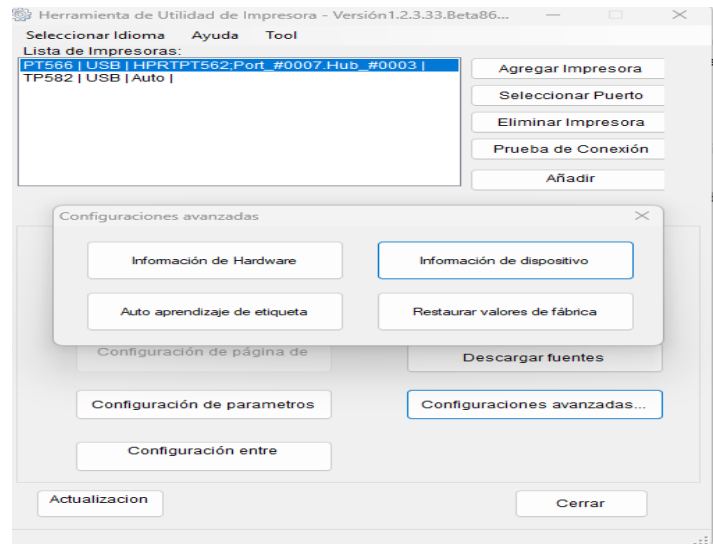 Herramienta de Utilidad de Impresora - Versión1.2.3.33.Beta86...
Seleccionar Idioma Ayuda Tool
Lista de Impresoras:
PT566 | USB | HPRTPT562;Port_#0007.Hub_#0003 |
TP582 | USB | Auto |
Agregar Impresora
Seleccionar Puerto
Eliminar Impresora
Prueba de Conexión
Añadir
Configuraciones avanzadas
Información de Hardware
Información de dispositivo
Auto aprendizaje de etiqueta
Restaurar valores de fábrica
Configuración de página de
Descargar fuentes
Configuración de parametros
Configuraciones avanzadas...
Configuración entre
Actualizacion
Cerrar